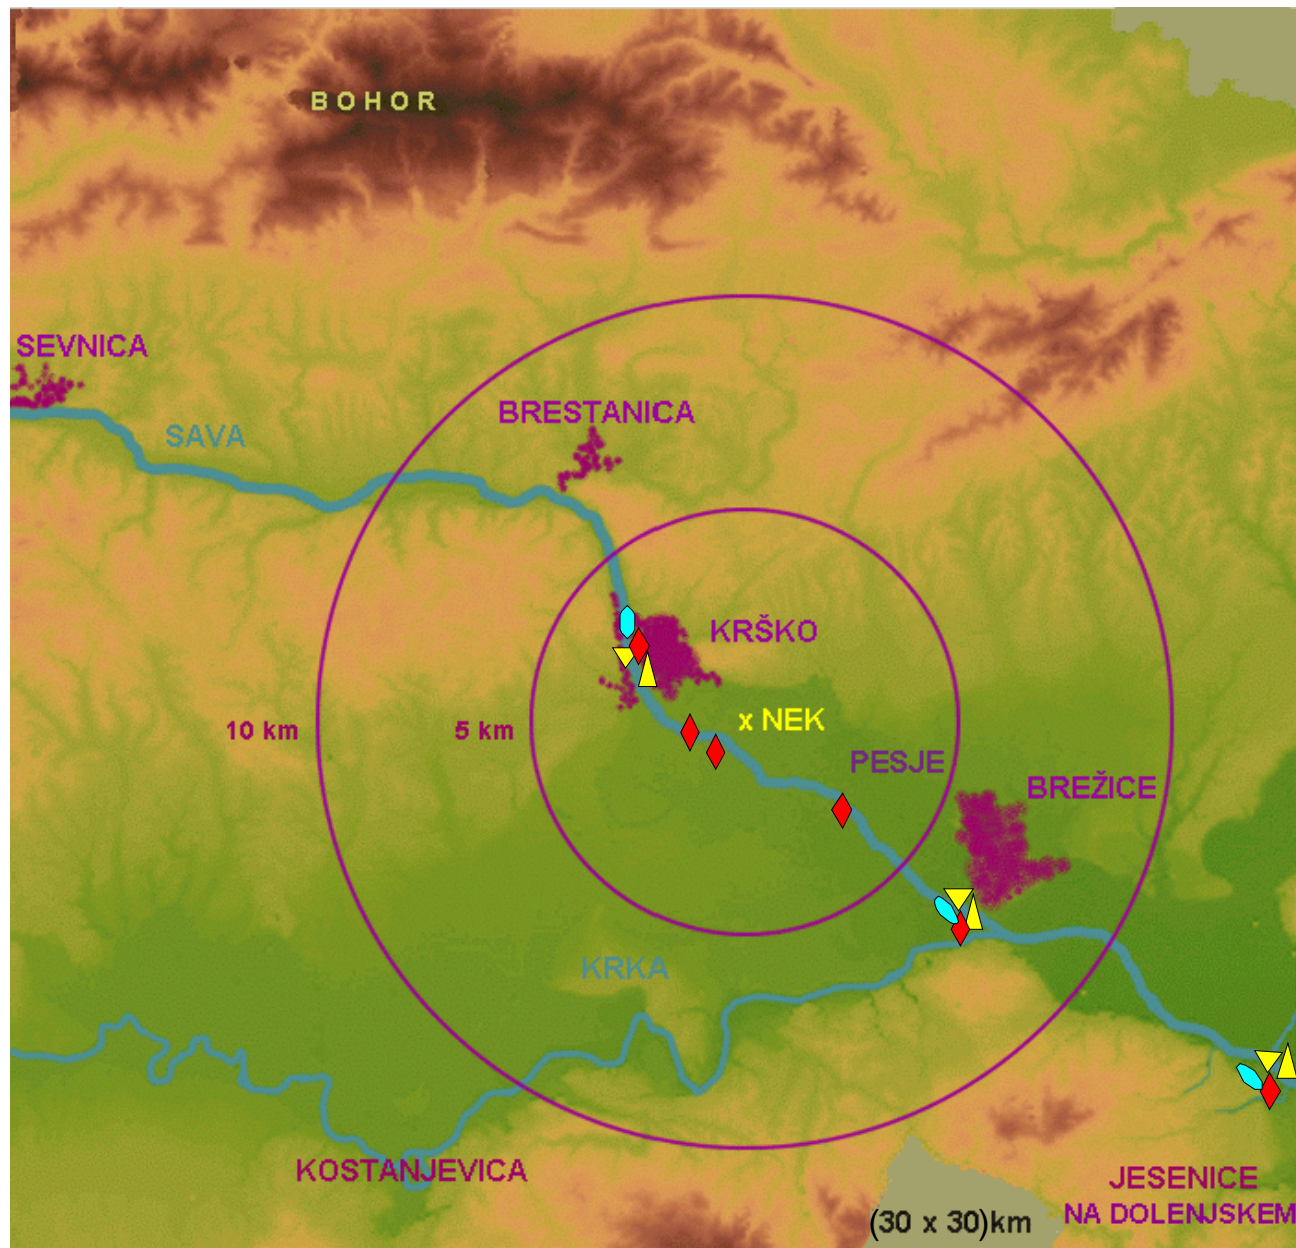 BOHOR
SEVNICA
BRESTANICA
SAVA
KRŠKO
10 km
5 km
x NEK
PESJE
BREŽICE
KRKA
KOSTANJEVICA
JESENICE
NA DOLENJSKEM
(30 x 30)km